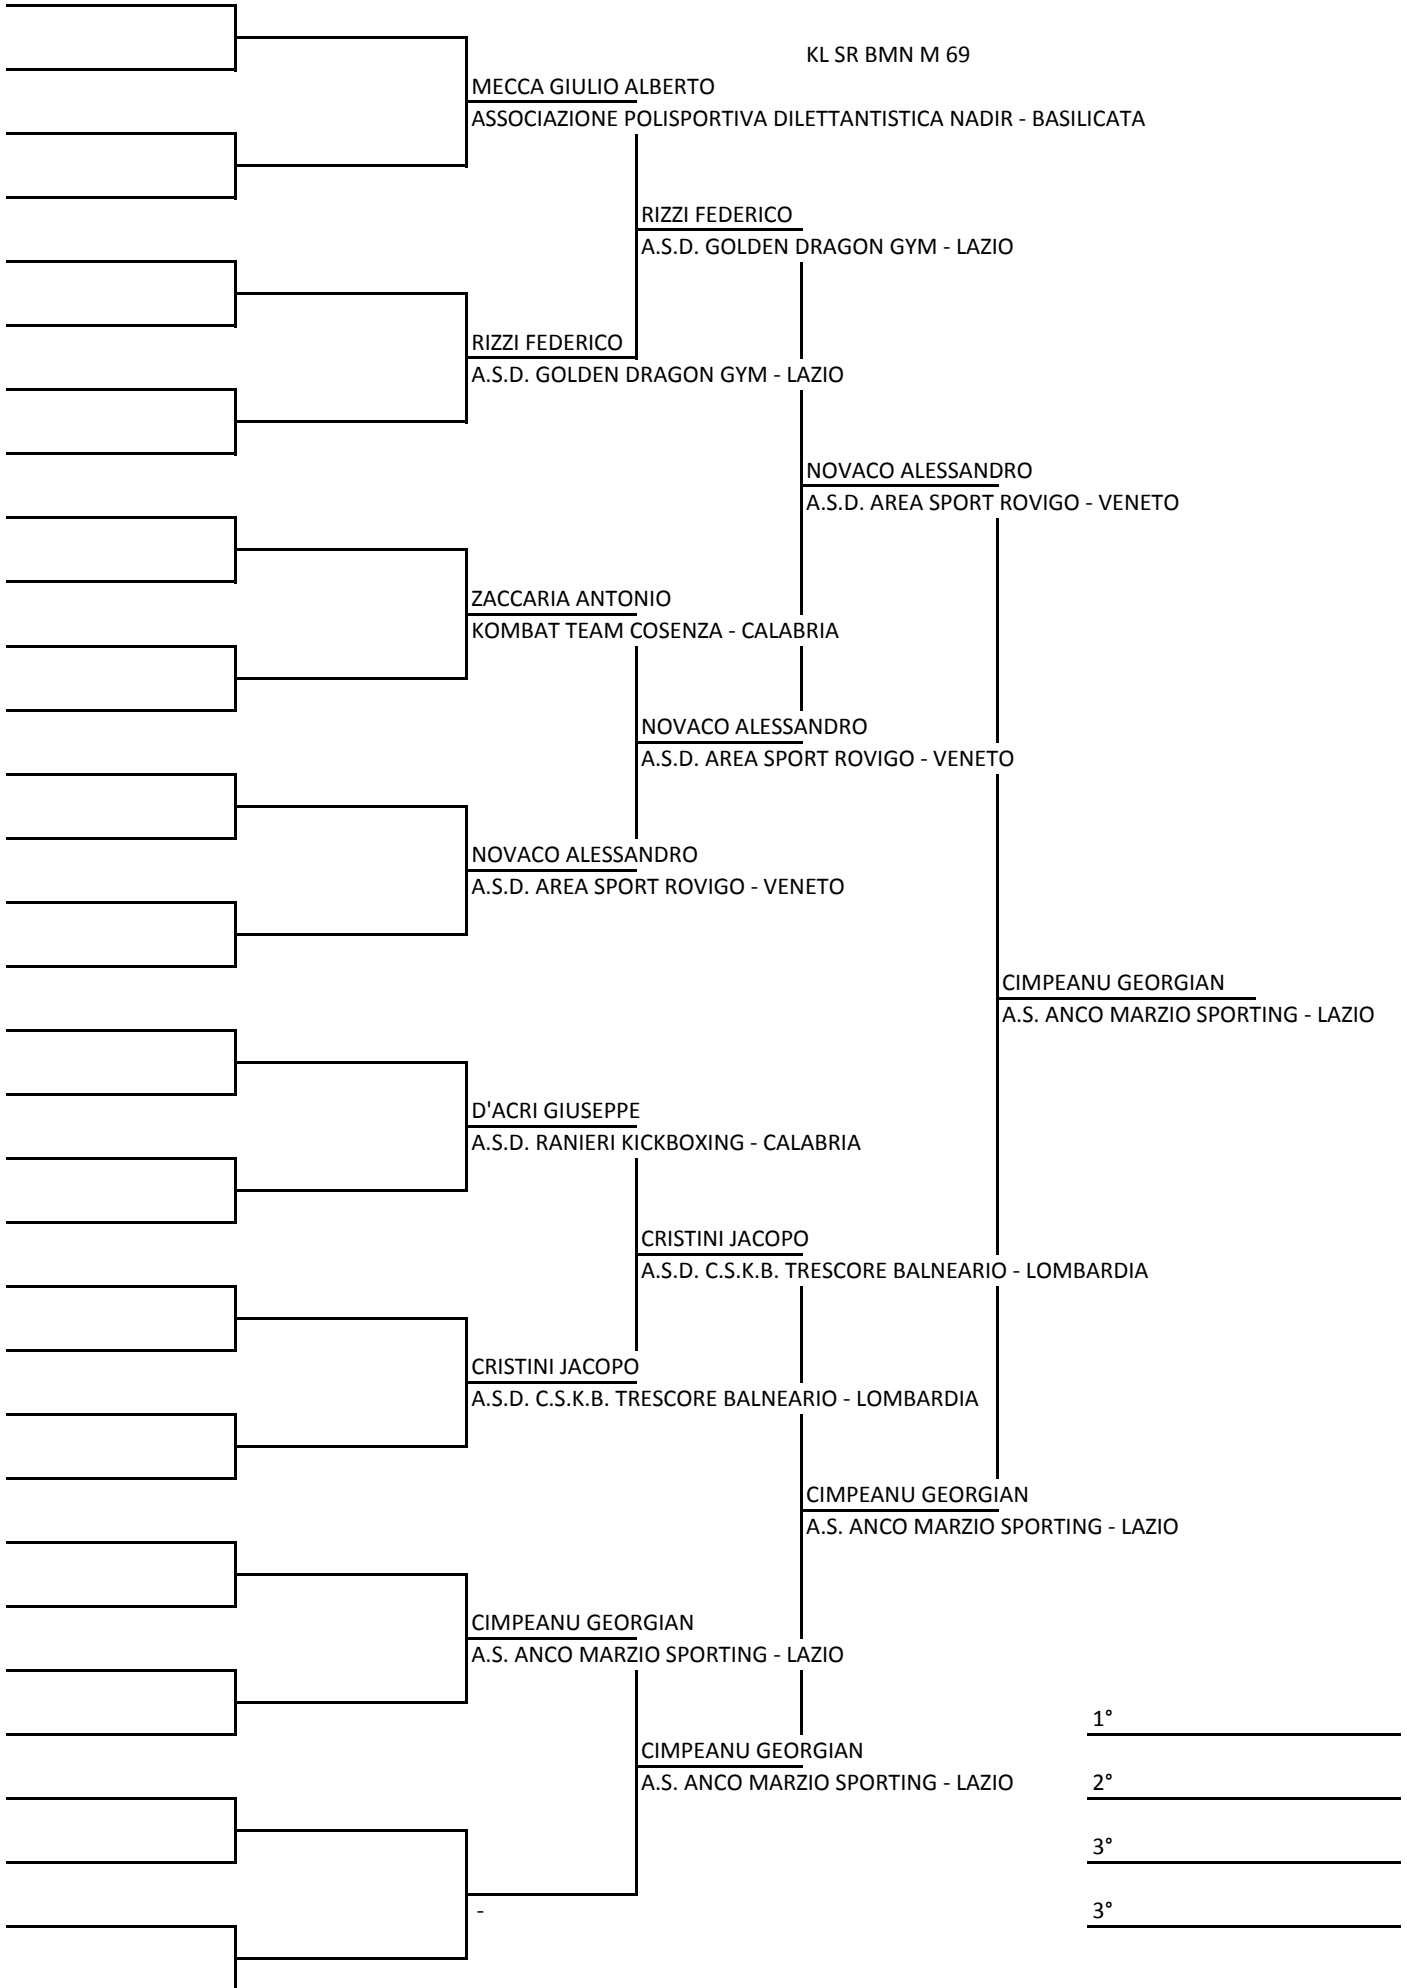 KL SR BMN M 69
MECCA GIULIO ALBERTO
ASSOCIAZIONE POLISPORTIVA DILETTANTISTICA NADIR - BASILICATA
RIZZI FEDERICO
A.S.D. GOLDEN DRAGON GYM - LAZIO
RIZZI FEDERICO
A.S.D. GOLDEN DRAGON GYM - LAZIO
NOVACO ALESSANDRO
A.S.D. AREA SPORT ROVIGO - VENETO
ZACCARIA ANTONIO
KOMBAT TEAM COSENZA - CALABRIA
NOVACO ALESSANDRO
A.S.D. AREA SPORT ROVIGO - VENETO
NOVACO ALESSANDRO
A.S.D. AREA SPORT ROVIGO - VENETO
CIMPEANU GEORGIAN
A.S. ANCO MARZIO SPORTING - LAZIO
D'ACRI GIUSEPPE
A.S.D. RANIERI KICKBOXING - CALABRIA
CRISTINI JACOPO
A.S.D. C.S.K.B. TRESCORE BALNEARIO - LOMBARDIA
CRISTINI JACOPO
A.S.D. C.S.K.B. TRESCORE BALNEARIO - LOMBARDIA
CIMPEANU GEORGIAN
A.S. ANCO MARZIO SPORTING - LAZIO
CIMPEANU GEORGIAN
A.S. ANCO MARZIO SPORTING - LAZIO
1°
CIMPEANU GEORGIAN
A.S. ANCO MARZIO SPORTING - LAZIO
2°
3°
-
3°